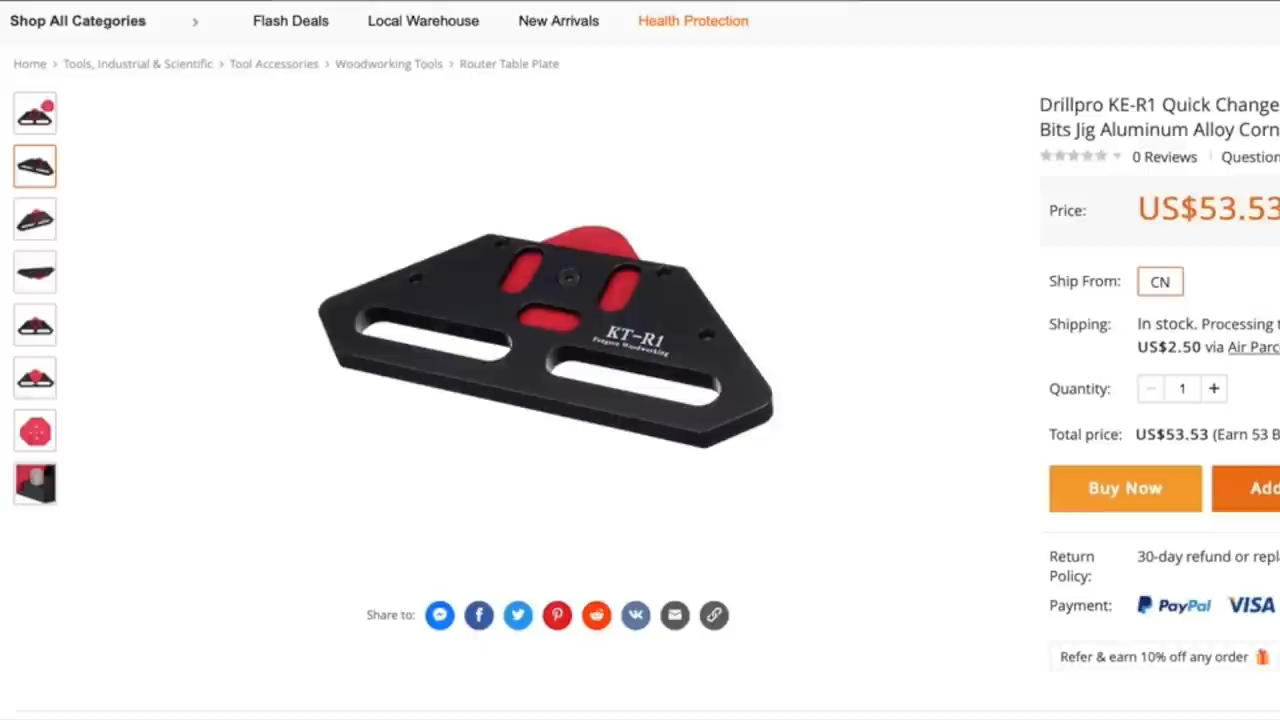 Shop All Categories
Flash Deals
Local Warehouse
New Arrivals
Health Protection
Home > Tools, Industrial & Scientific > Tool Accessories > Woodworking Tools > Router Table Plate
Drillpro KE-R1 Quick Change
Bits Jig Aluminum Alloy Corn
0 Reviews
Question
Price: US$53.53
KT-R1
Woodworking
Ship From: CN
Shipping: In stock. Processing t
US$2.50 via Air Parc
Quantity: 1 +
Total price: US$53.53 (Earn 53 B
Buy Now
Add
Return
Policy:
30-day refund or repla
Share to:
Payment: PayPal VISA
Refer & earn 10% off any order